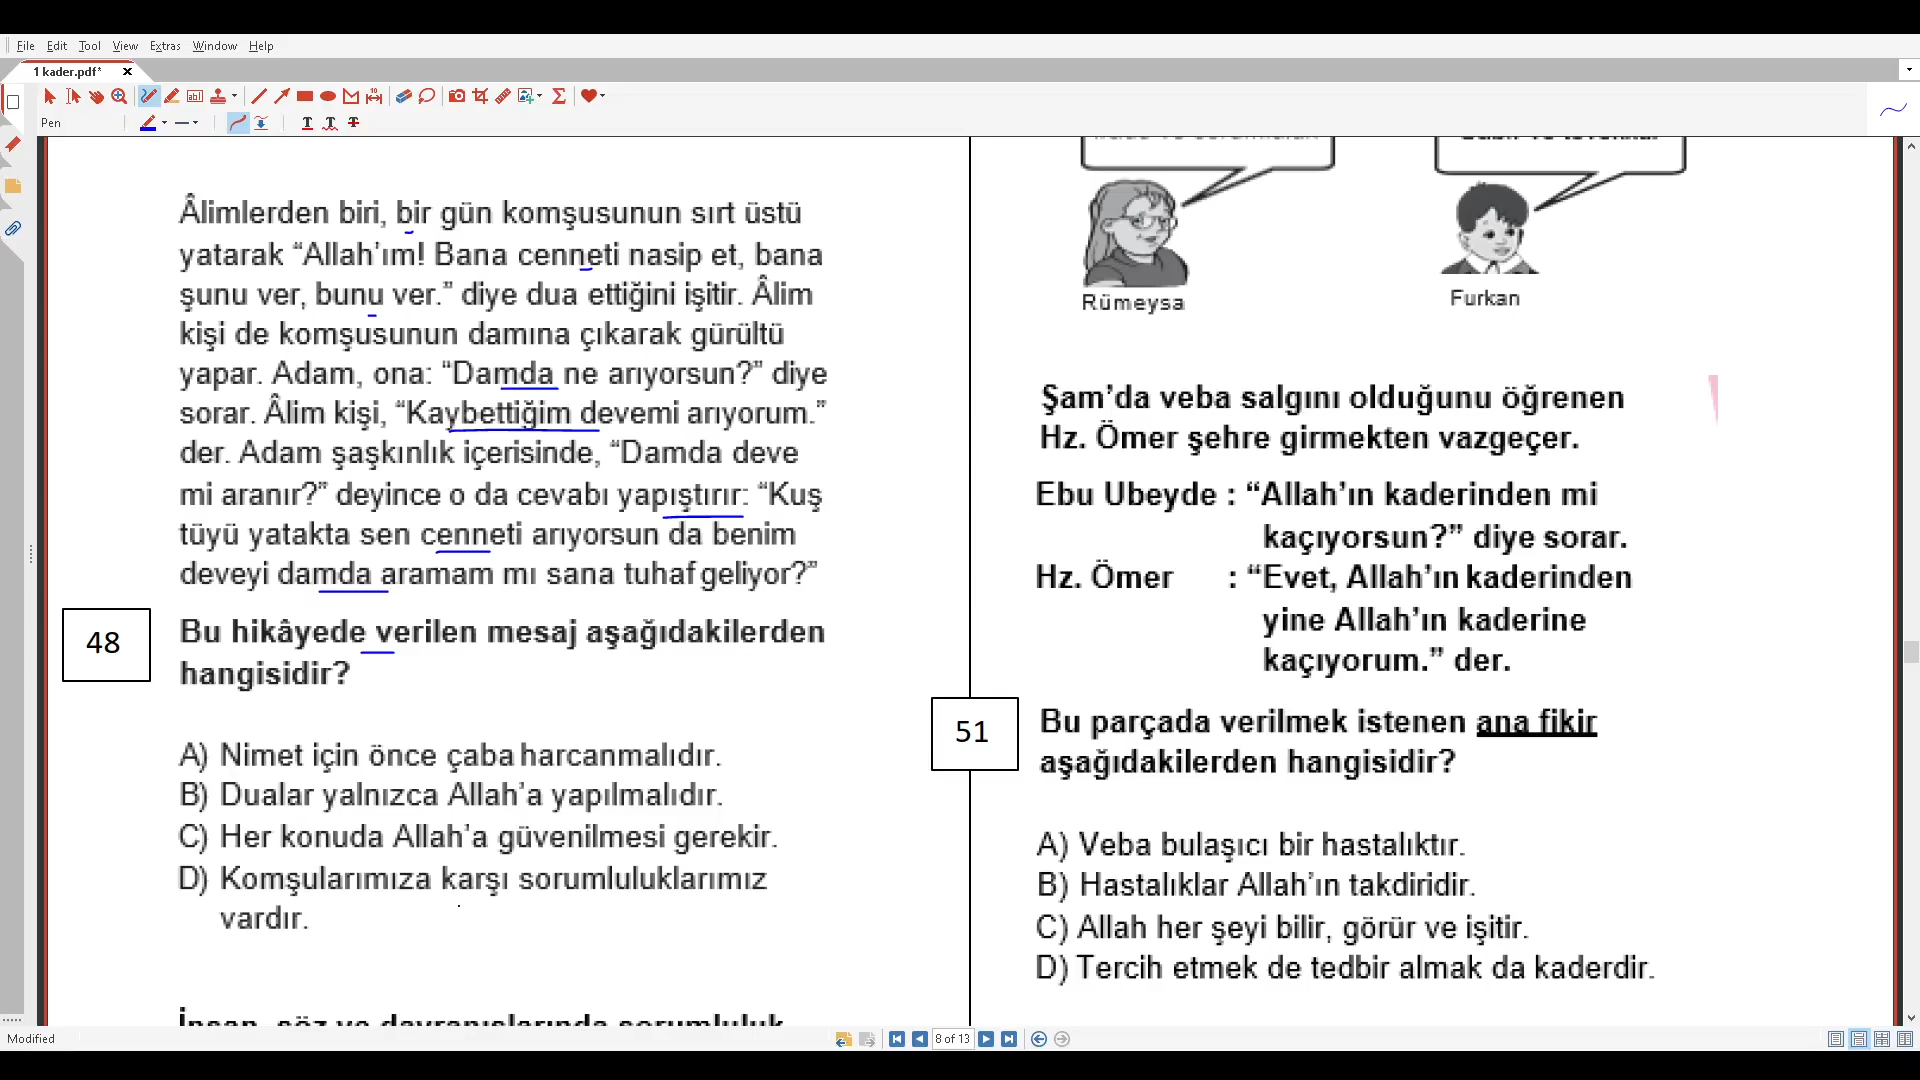 File Edit Tool View Extras Window Help
1 kader.pdf*
Pen
Âlimlerden biri, bir gün komşusunun sırt üstü
yatarak “Allah’ım! Bana cenneti nasip et, bana
şunu ver, bunu ver.” diye dua ettiğini işitir. Âlim
kişi de komşusunun damına çıkarak gürültü
yapar. Adam, ona: “Damda ne arıyorsun?” diye
sorar. Âlim kişi, “Kaybettiğim devemi arıyorum.”
der. Adam şaşkınlık içerisinde, “Damda deve
mi aranır?” deyince o da cevabı yapıştırır: “Kuş
tüyü yatakta sen cenneti arıyorsun da benim
deveyi damda aramam mı sana tuhaf geliyor?”
48
Bu hikâyede verilen mesaj aşağıdakilerden
hangisidir?
A) Nimet için önce çaba harcanmalıdır.
B) Dualar yalnızca Allah’a yapılmalıdır.
C) Her konuda Allah’a güvenilmesi gerekir.
D) Komşularımıza karşı sorumluluklarımız
vardır.
İnsan, söz ve davranışlarında sorumluluk
Rümeysa
Furkan
Şam’da veba salgını olduğunu öğrenen
Hz. Ömer şehre girmekten vazgeçer.
Ebu Ubeyde : “Allah’ın kaderinden mi
kaçıyorsun?” diye sorar.
Hz. Ömer : “Evet, Allah’ın kaderinden
yine Allah’ın kaderine
kaçıyorum.” der.
51
Bu parçada verilmek istenen ana fikir
aşağıdakilerden hangisidir?
A) Veba bulaşıcı bir hastalıktır.
B) Hastalıklar Allah’ın takdiridir.
C) Allah her şeyi bilir, görür ve işitir.
D) Tercih etmek de tedbir almak da kaderdir.
Modified
8 of 13